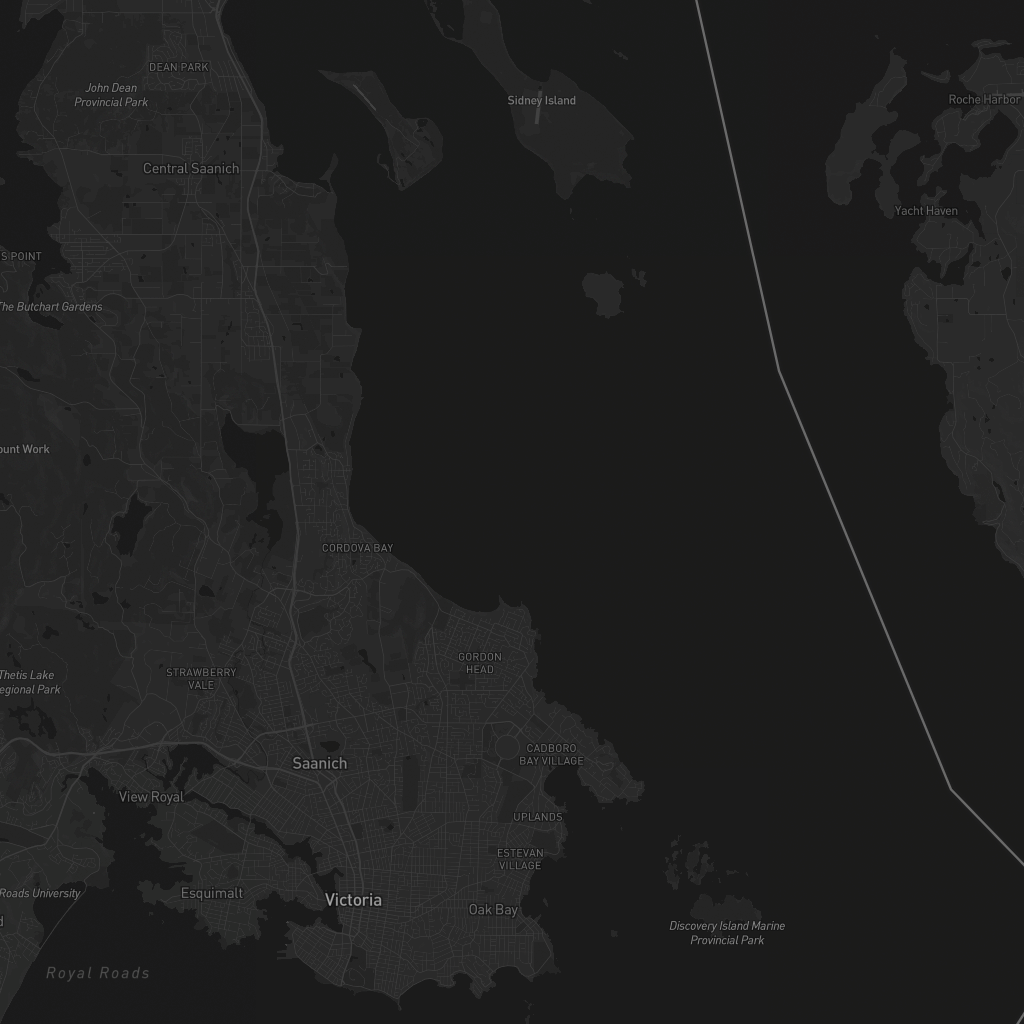 DEAN PARK
John Dean
Provincial Park
Sidney Island
Roche Harbor
Central Saanich
Yacht Haven
S POINT
The Butchart Gardens
ount Work
CORDOVA BAY
GORDON
HEAD
STRAWBERRY
VALE
Thetis Lake
egional Park
CADBORO
BAY VILLAGE
Saanich
View Royal
UPLANDS
ESTEVAN
VILLAGE
Roads University
Esquimalt
Victoria
Oak Bay
d
Discovery Island Marine
Provincial Park
Royal Roads